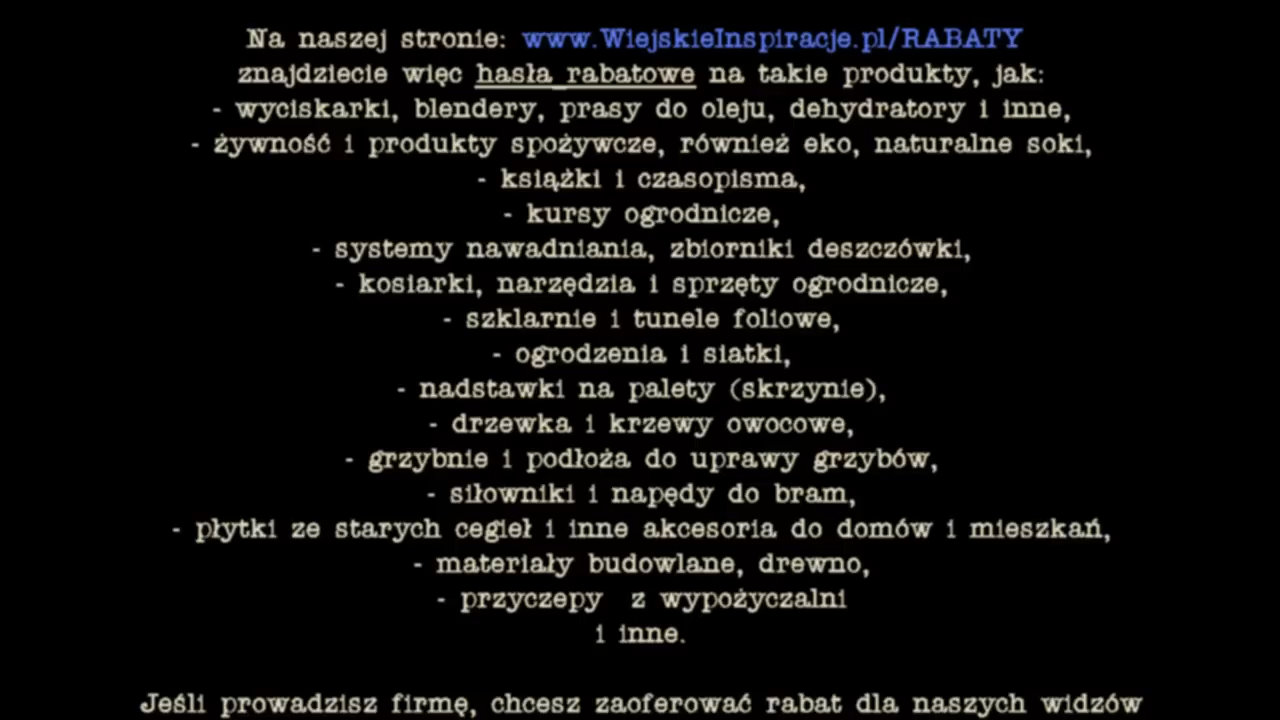 Na naszej stronie: www.WiejskieInspiracje.pl/RABATY
znajdziecie więc hasła rabatowe na takie produkty, jak:
- wyciskarki, blendery, prasy do oleju, dehydratory i inne,
- żywność i produkty spożywcze, również eko, naturalne soki,
- książki i czasopisma,
- kursy ogrodnicze,
- systemy nawadniania, zbiorniki deszczówki,
- kosiarki, narzędzia i sprzęty ogrodnicze,
- szklarnie i tunele foliowe,
- ogrodzenia i siatki,
- nadstawki na palety (skrzynie),
- drzewka i krzewy owocowe,
- grzybnie i podłoża do uprawy grzybów,
- siłowniki i napędy do bram,
- płytki ze starych cegieł i inne akcesoria do domów i mieszkań,
- materiały budowlane, drewno,
- przyczepy  z wypożyczalni
i inne.
Jeśli prowadzisz firmę, chcesz zaoferować rabat dla naszych widzów